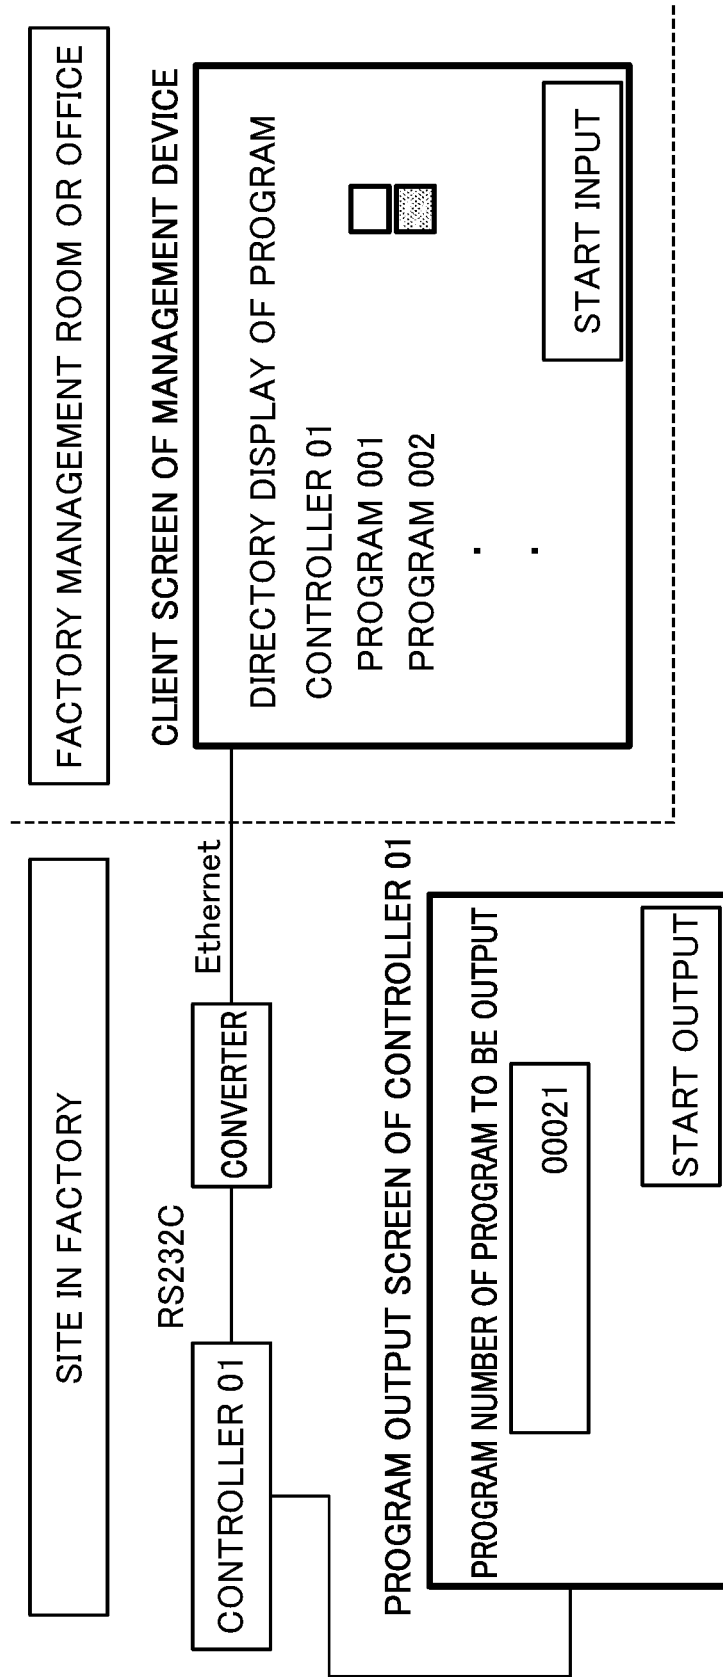 SITE IN FACTORY
FACTORY MANAGEMENT ROOM OR OFFICE
CLIENT SCREEN OF MANAGEMENT DEVICE
RS232C
Ethernet
CONTROLLER 01
CONVERTER
DIRECTORY DISPLAY OF PROGRAM
CONTROLLER 01
PROGRAM 001
PROGRAM 002
.
.
START INPUT
PROGRAM OUTPUT SCREEN OF CONTROLLER 01
PROGRAM NUMBER OF PROGRAM TO BE OUTPUT
00021
START OUTPUT